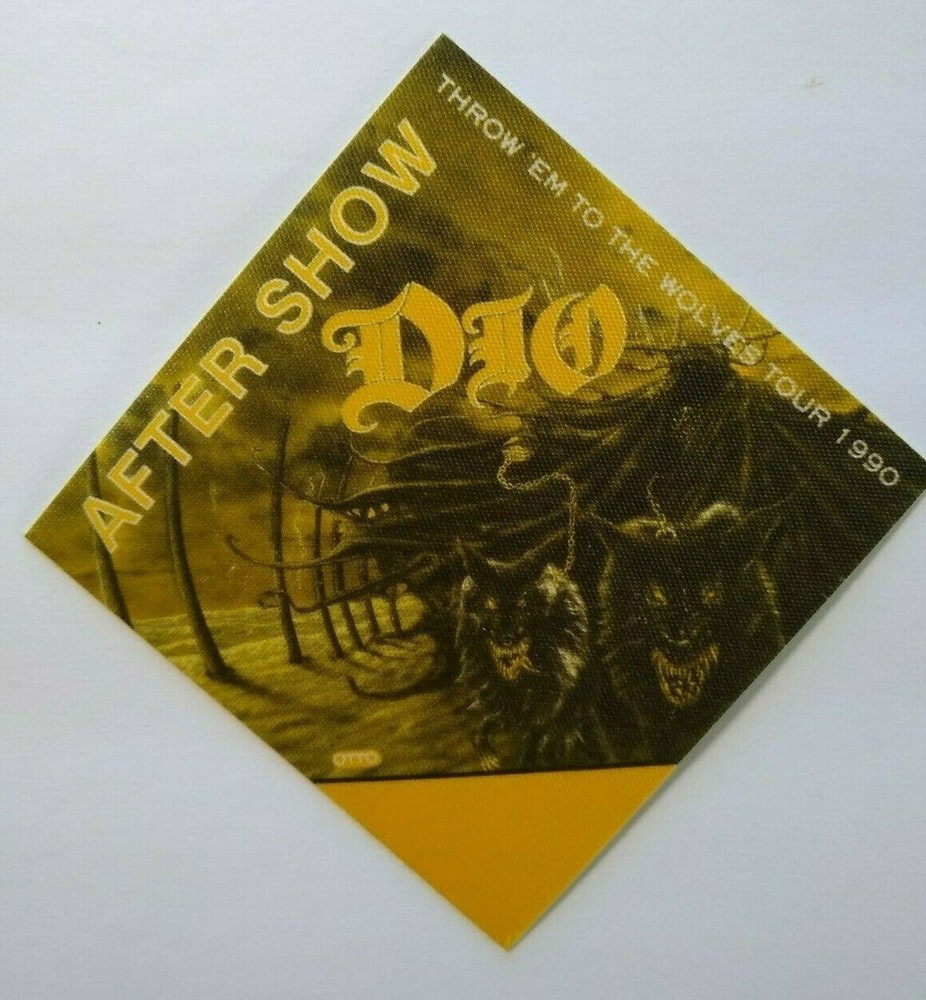 THROW 'EM TO THE WOLVES TOUR 1990
AFTER SHOW
DIO
OTTO